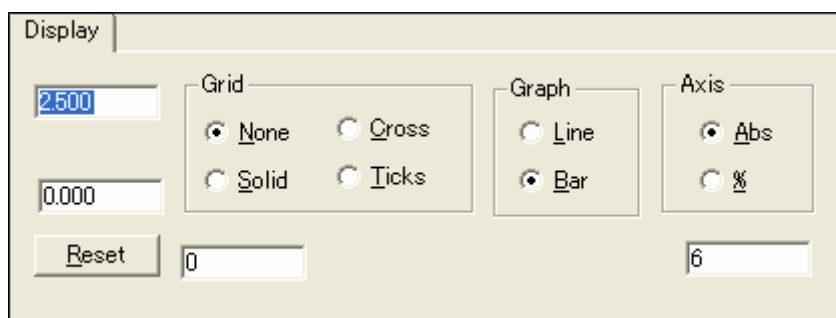 Display
2.500
0.000
Reset
Grid
None
Cross
Solid
Ticks
Graph
Line
Bar
Axis
Abs
%
0
6